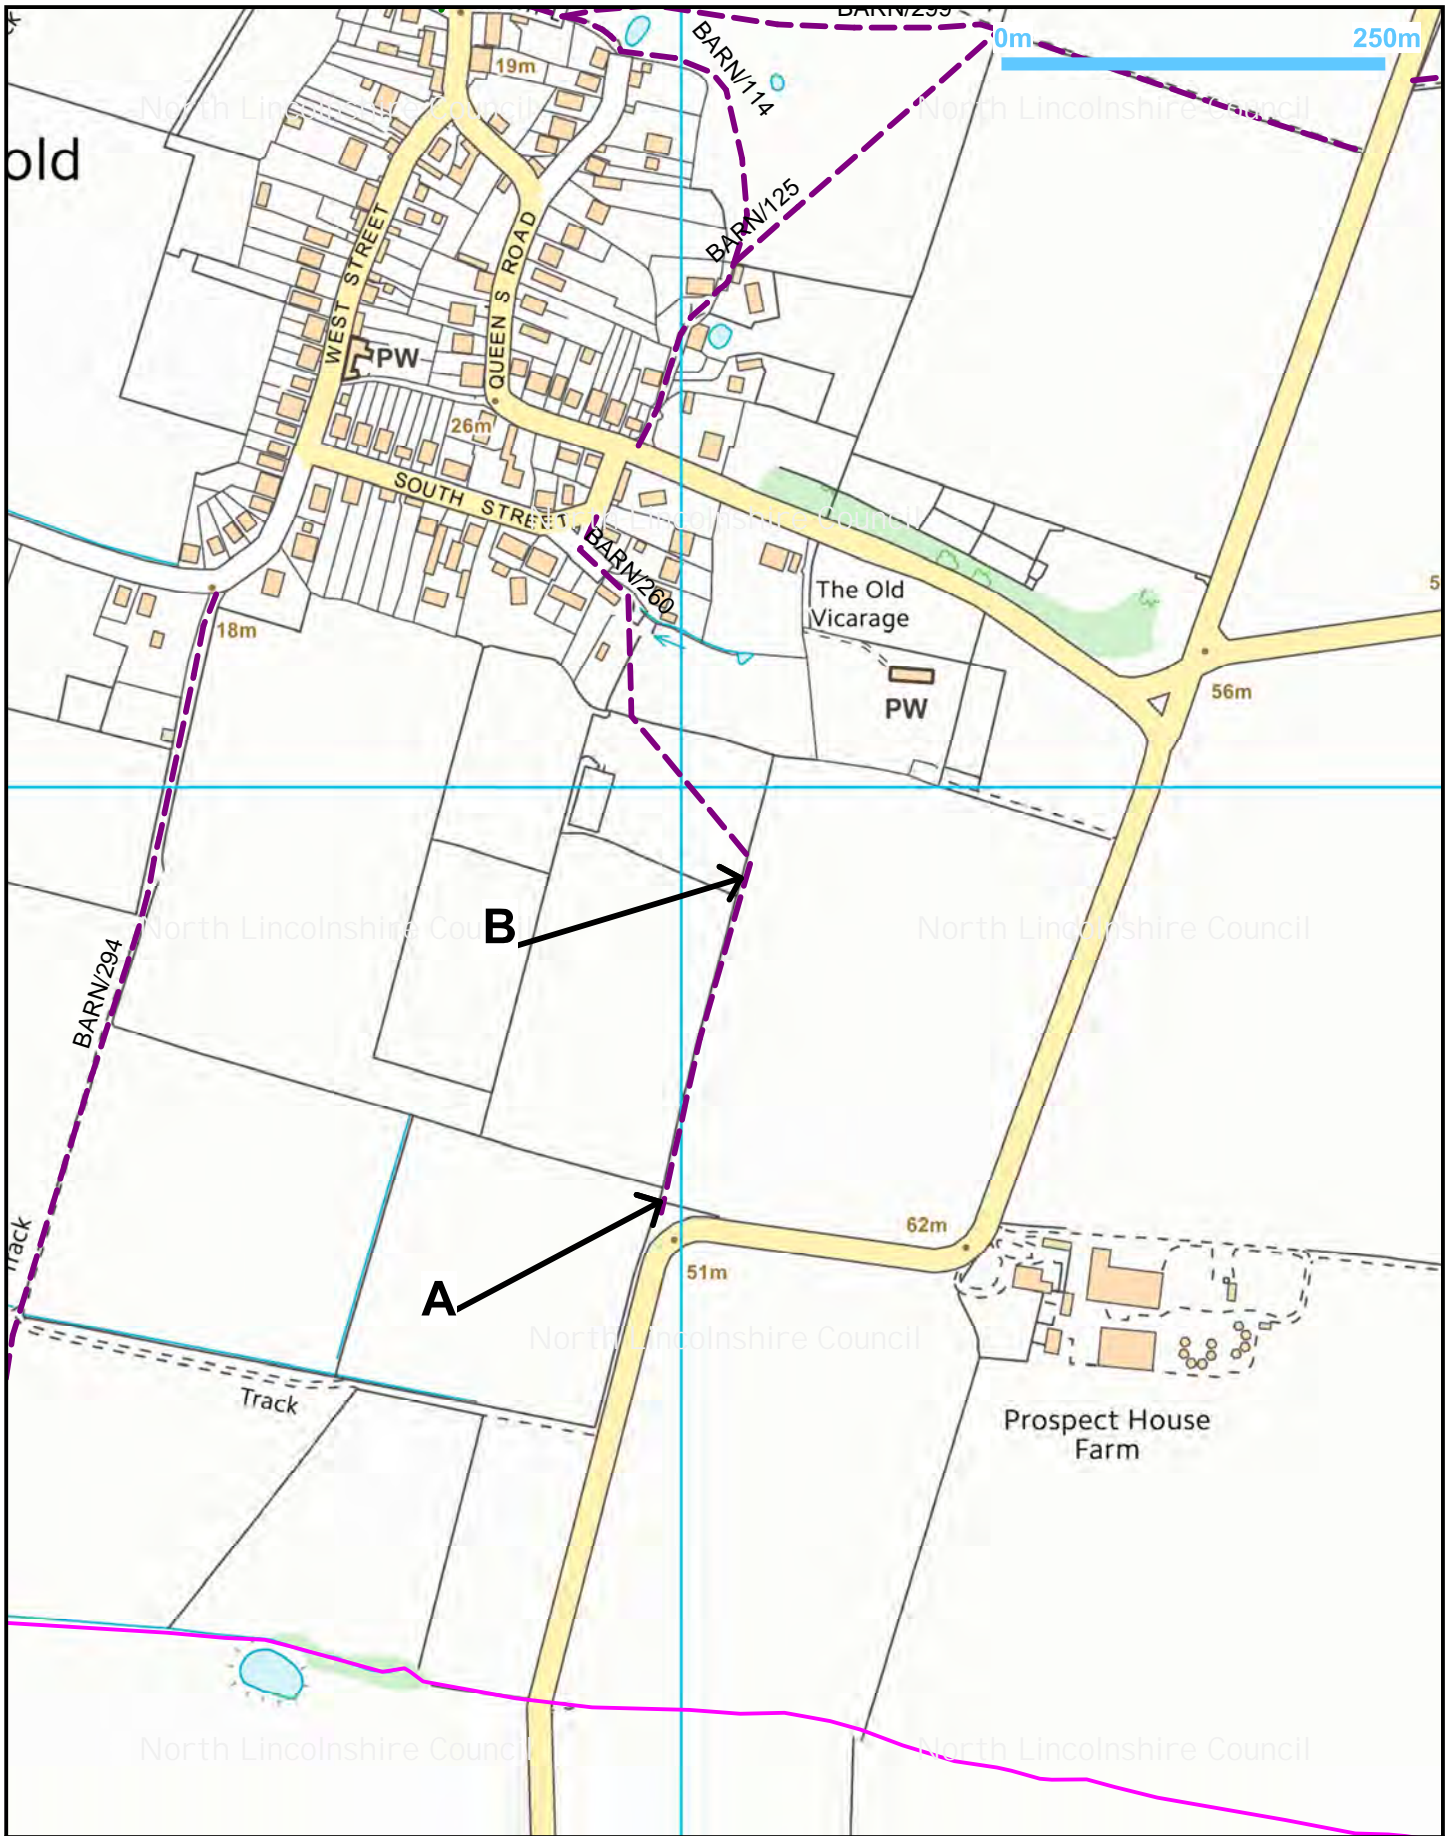 BARN/299
0m
250m
BARN/114
19m
North Lincolnshire Council
North Lincolnshire Council
old
BARN/125
WEST STREET
QUEEN S ROAD
PW
26m
SOUTH STREET
North Lincolnshire Council
BARN/260
The Old
Vicarage
18m
PW
56m
B
North Lincolnshire Council
North Lincolnshire Council
BARN/294
Track
62m
51m
A
North Lincolnshire Council
Track
Prospect House
Farm
North Lincolnshire Council
North Lincolnshire Council